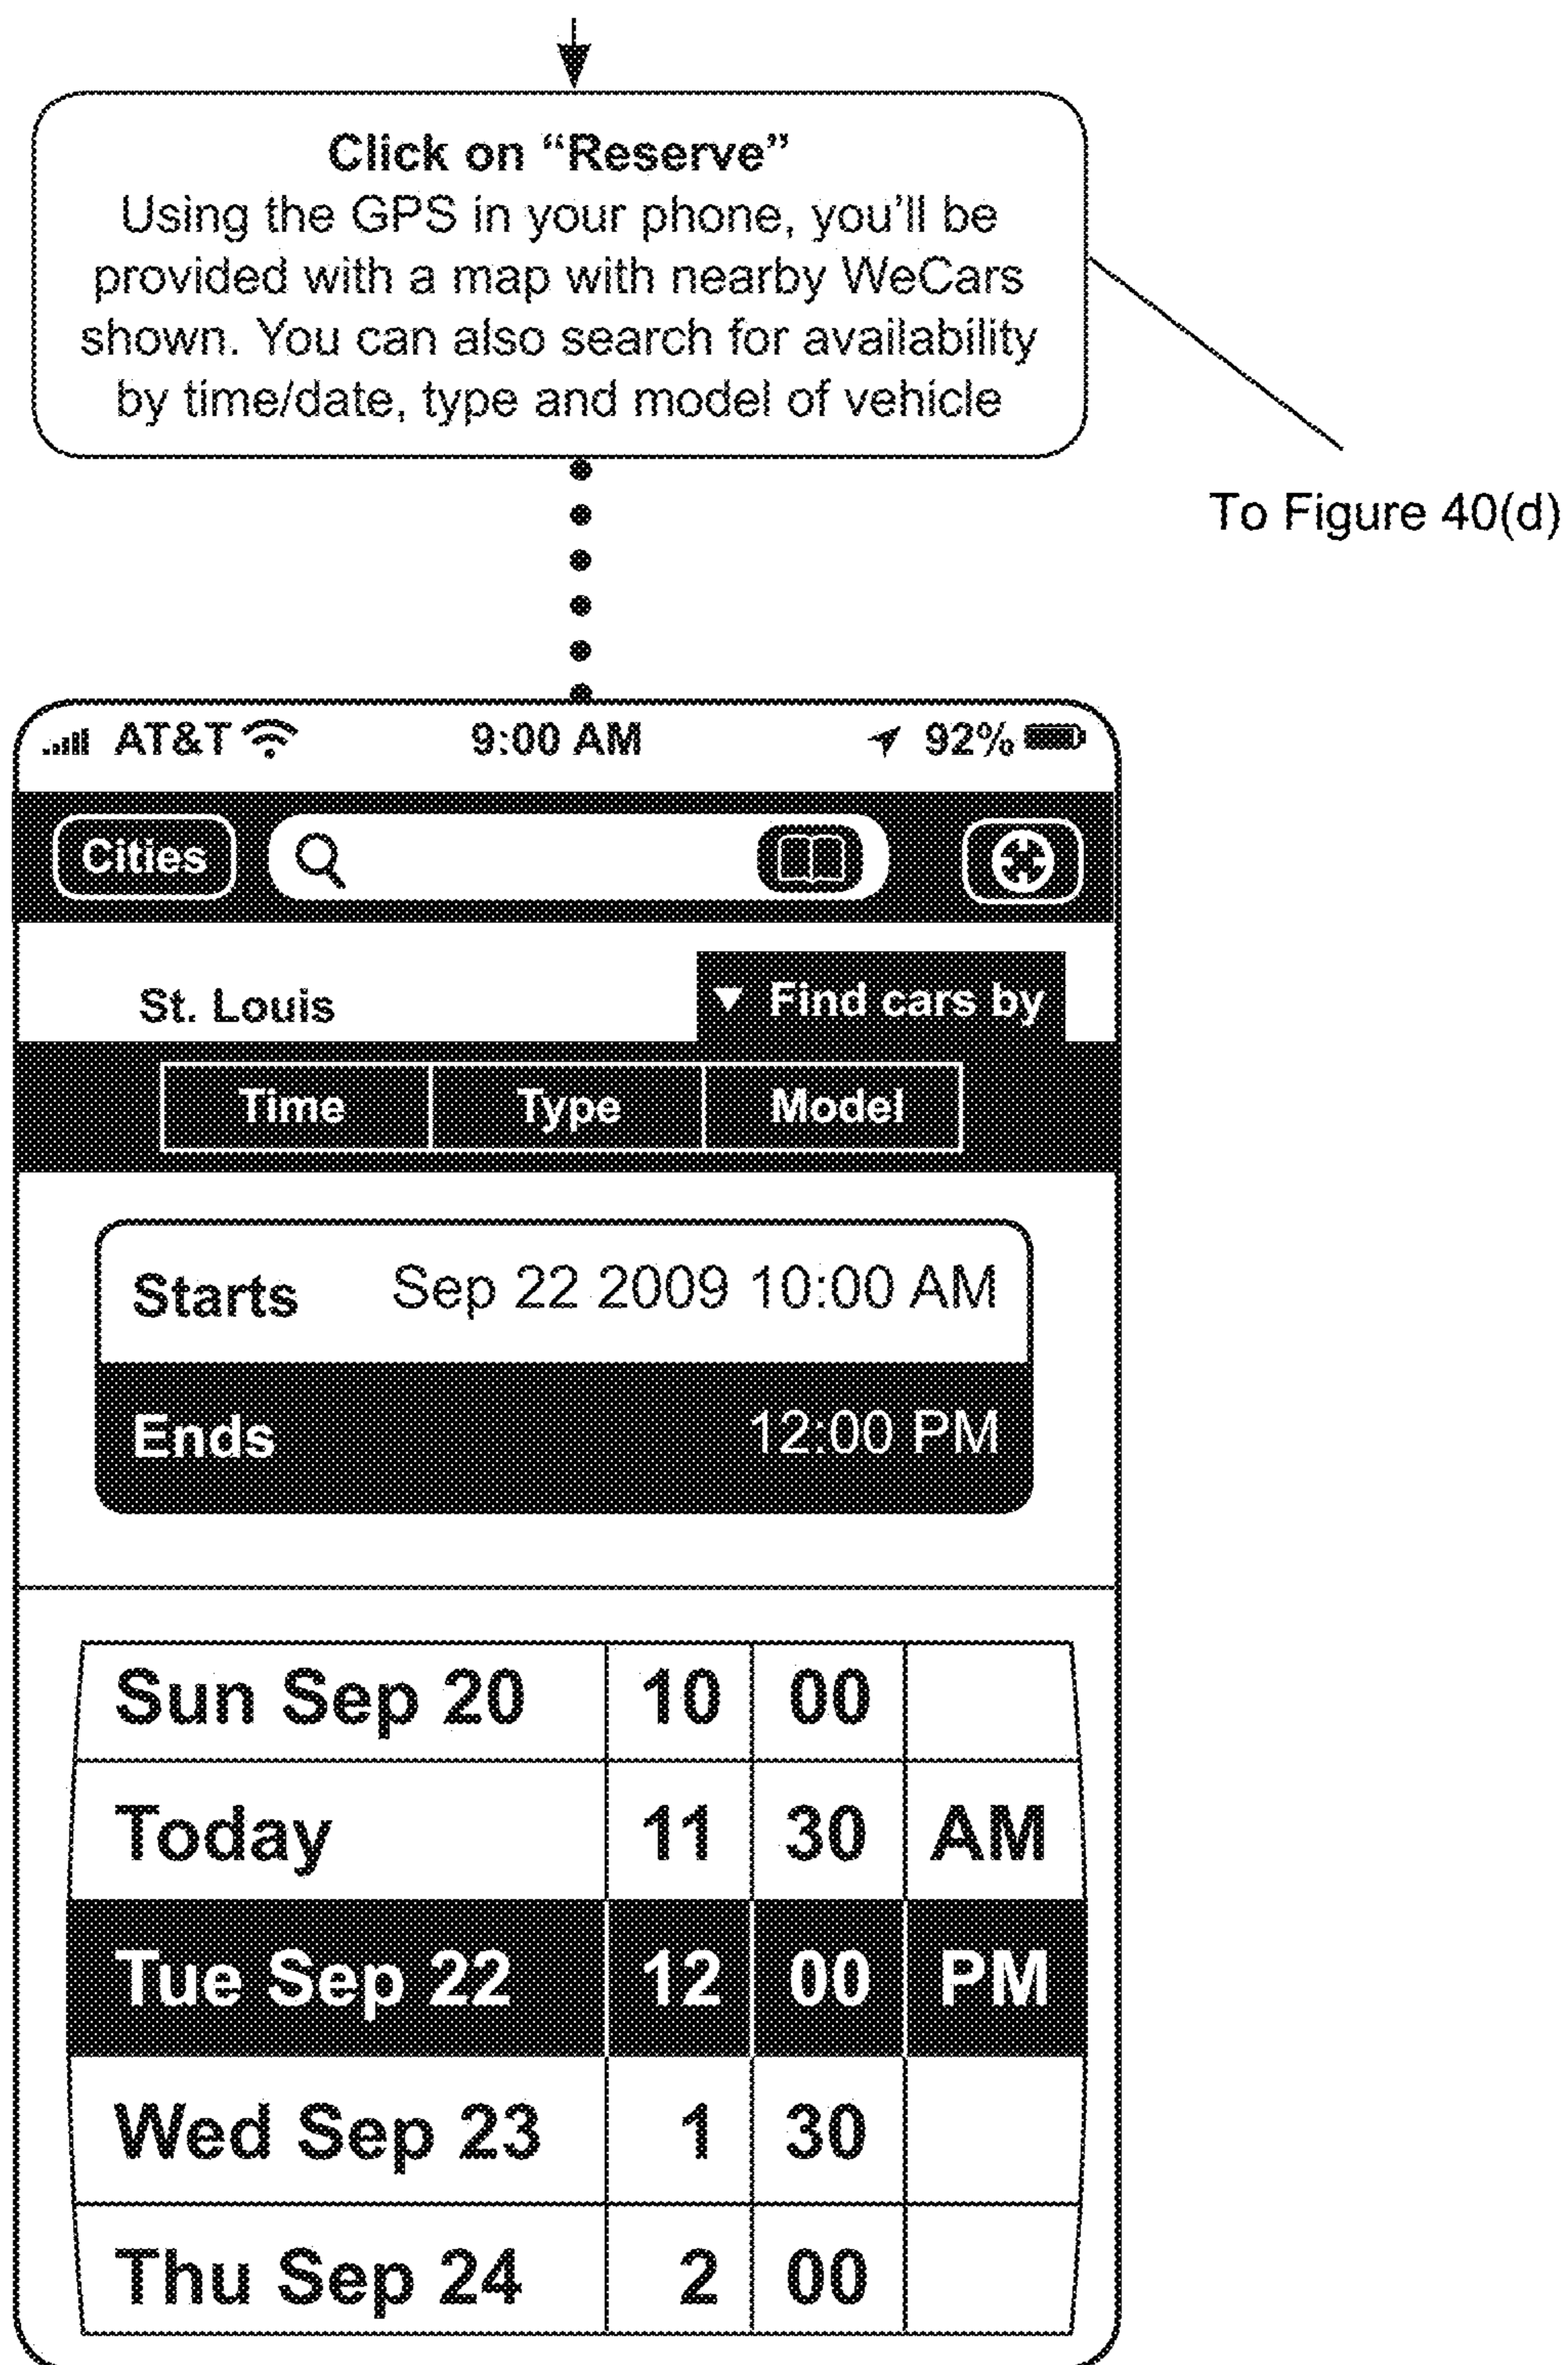 Click on “Reserve”
Using the GPS in your phone, you’ll be
provided with a map with nearby WeCars
shown. You can also search for availability
by time/date, type and model of vehicle
To Figure 40(d)
AT&T 9:00 AM 92%
Cities
St. Louis ▼ Find cars by
Time Type Model
Starts Sep 22 2009 10:00 AM
Ends 12:00 PM
Sun Sep 20 10 00
Today 11 30 AM
Tue Sep 22 12 00 PM
Wed Sep 23 1 30
Thu Sep 24 2 00